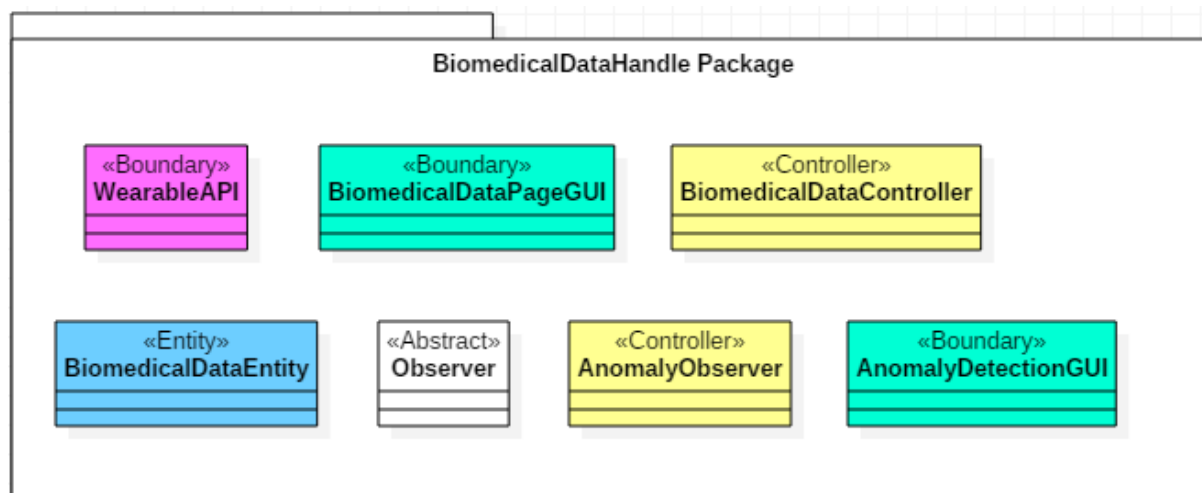 BiomedicalDataHandle Package
«Boundary»
WearableAPI
«Boundary»
BiomedicalDataPageGUI
«Controller»
BiomedicalDataController
«Entity»
BiomedicalDataEntity
«Abstract»
Observer
«Controller»
AnomalyObserver
«Boundary»
AnomalyDetectionGUI